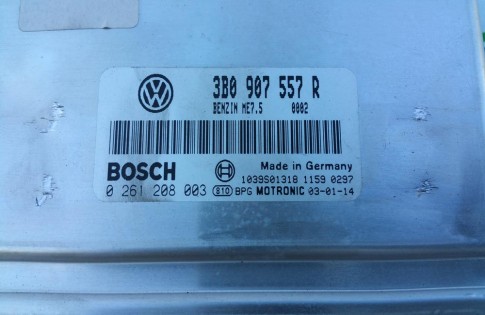 3B0 907 557 R
BENZIN ME7.5 0002
BOSCH Made in Germany
1039S01318 1159 0297
0 261 208 003 S10 BPG MOTRONIC 03-01-14